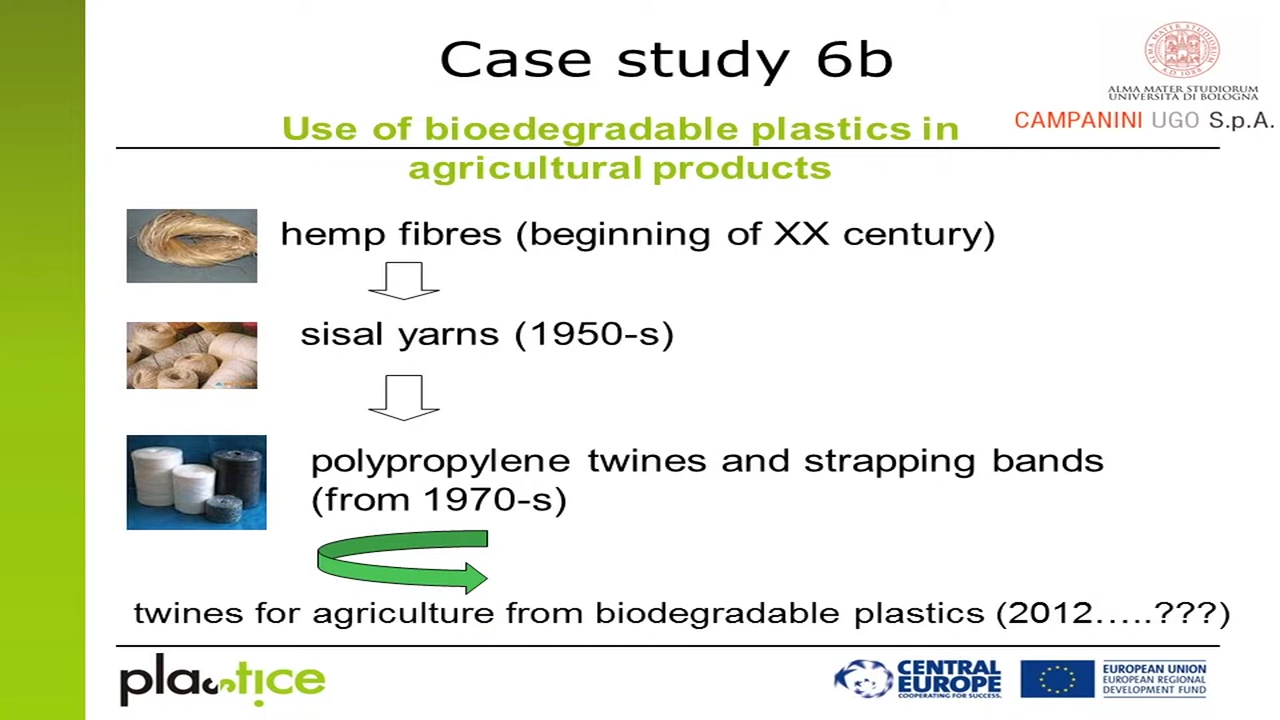 Case study 6b
ALMA MATER STUDIORUM
UNIVERSITÀ DI BOLOGNA
CAMPANINI UGO S.p.A.
Use of bioedegradable plastics in
agricultural products
hemp fibres (beginning of XX century)
sisal yarns (1950-s)
polypropylene twines and strapping bands
(from 1970-s)
twines for agriculture from biodegradable plastics (2012…..???)
plastice
CENTRAL
EUROPE
COOPERATING FOR SUCCESS.
EUROPEAN UNION
EUROPEAN REGIONAL
DEVELOPMENT FUND